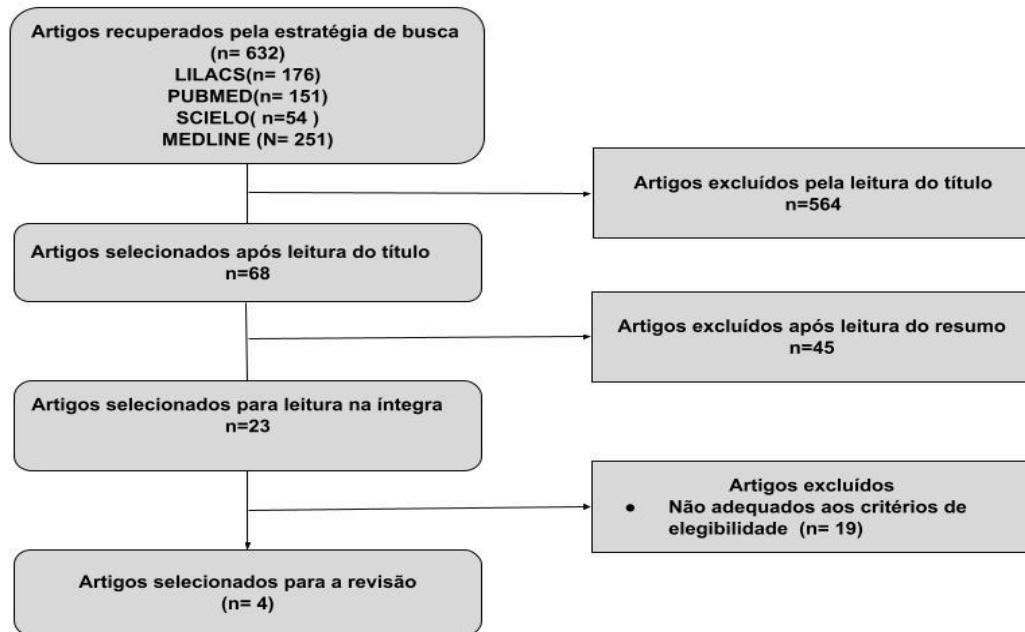 Artigos recuperados pela estratégia de busca
(n= 632)
LILACS(n= 176)
PUBMED(n= 151)
SCIELO( n=54 )
MEDLINE (N= 251)
Artigos excluídos pela leitura do título
n=564
Artigos selecionados após leitura do título
n=68
Artigos excluídos após leitura do resumo
n=45
Artigos selecionados para leitura na íntegra
n=23
Artigos excluídos
● Não adequados aos critérios de
elegibilidade (n= 19)
Artigos selecionados para a revisão
(n= 4)